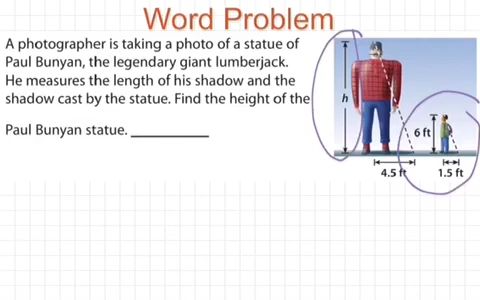 Word Problem
A photographer is taking a photo of a statue of
Paul Bunyan, the legendary giant lumberjack.
He measures the length of his shadow and the
shadow cast by the statue. Find the height of the
Paul Bunyan statue. ___________
h
6 ft
4.5 ft
1.5 ft